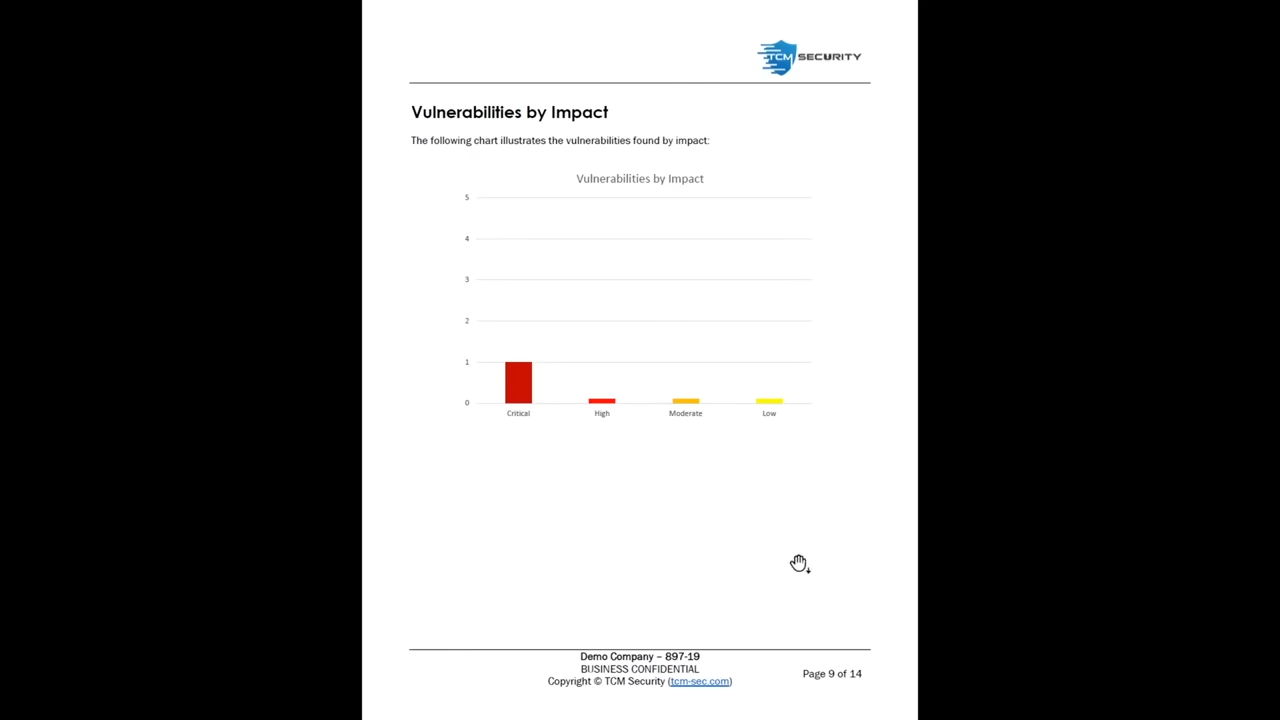 TCM SECURITY
Vulnerabilities by Impact
The following chart illustrates the vulnerabilities found by impact:
Vulnerabilities by Impact
5
4
3
2
1
0
Critical High Moderate Low
Demo Company – 897-19
BUSINESS CONFIDENTIAL
Copyright © TCM Security (tcm-sec.com)
Page 9 of 14